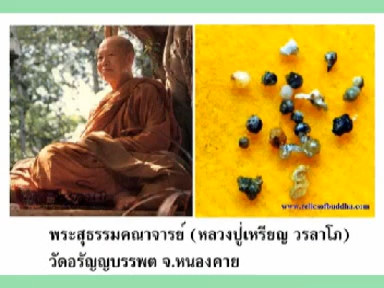 www.relicofbuddha.com
พระสุธรรมคณาจารย์ (หลวงปู่เหรียญ วรลาโภ)
วัดอรัญญบรรพต จ.หนองคาย